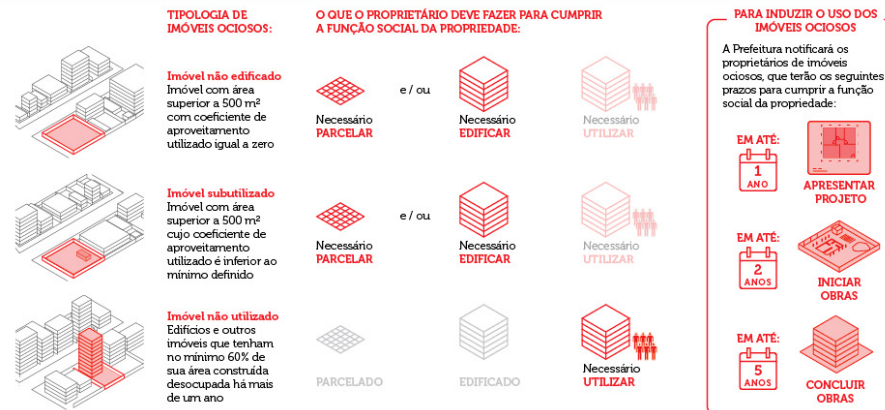 TIPOLOGIA DE
IMÓVEIS OCIOSOS:
O QUE O PROPRIETÁRIO DEVE FAZER PARA CUMPRIR
A FUNÇÃO SOCIAL DA PROPRIEDADE:
Imóvel não edificado
Imóvel com área
superior a 500 m²
com coeficiente de
aproveitamento
utilizado igual a zero
Necessário
PARCELAR
e / ou
Necessário
EDIFICAR
Necessário
UTILIZAR
Imóvel subutilizado
Imóvel com área
superior a 500 m²
cujo coeficiente de
aproveitamento
utilizado é inferior ao
mínimo definido
Necessário
PARCELAR
e / ou
Necessário
EDIFICAR
Necessário
UTILIZAR
Imóvel não utilizado
Edifícios e outros
imóveis que tenham
no mínimo 60% de
sua área construída
desocupada há mais
de um ano
PARCELADO
EDIFICADO
Necessário
UTILIZAR
PARA INDUZIR O USO DOS
IMÓVEIS OCIOSOS
A Prefeitura notificará os
proprietários de imóveis
ociosos, que terão os seguintes
prazos para cumprir a função
social da propriedade:
EM ATÉ:
1
ANO
APRESENTAR
PROJETO
EM ATÉ:
2
ANOS
INICIAR
OBRAS
EM ATÉ:
5
ANOS
CONCLUIR
OBRAS